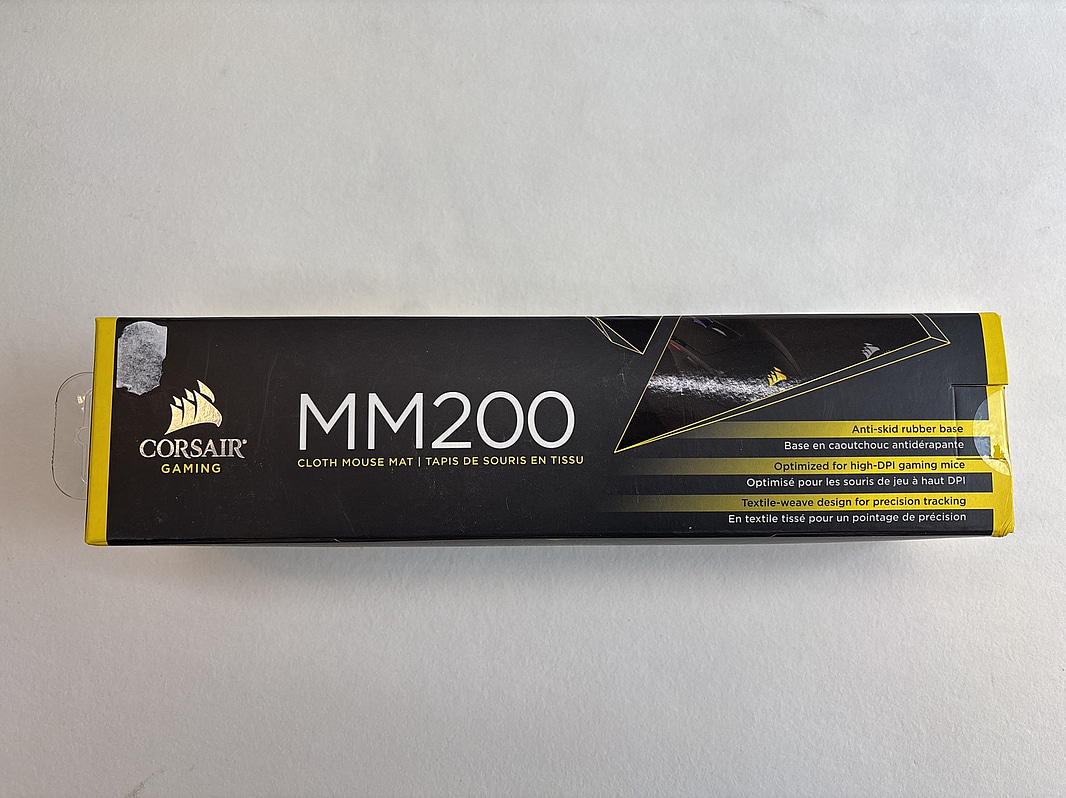 CORSAIR
GAMING
MM200
CLOTH MOUSE MAT | TAPIS DE SOURIS EN TISSU
Anti-skid rubber base
Base en caoutchouc antidérapante
Optimized for high-DPI gaming mice
Optimisé pour les souris de jeu à haut DPI
Textile-weave design for precision tracking
En textile tissé pour un pointage de précision